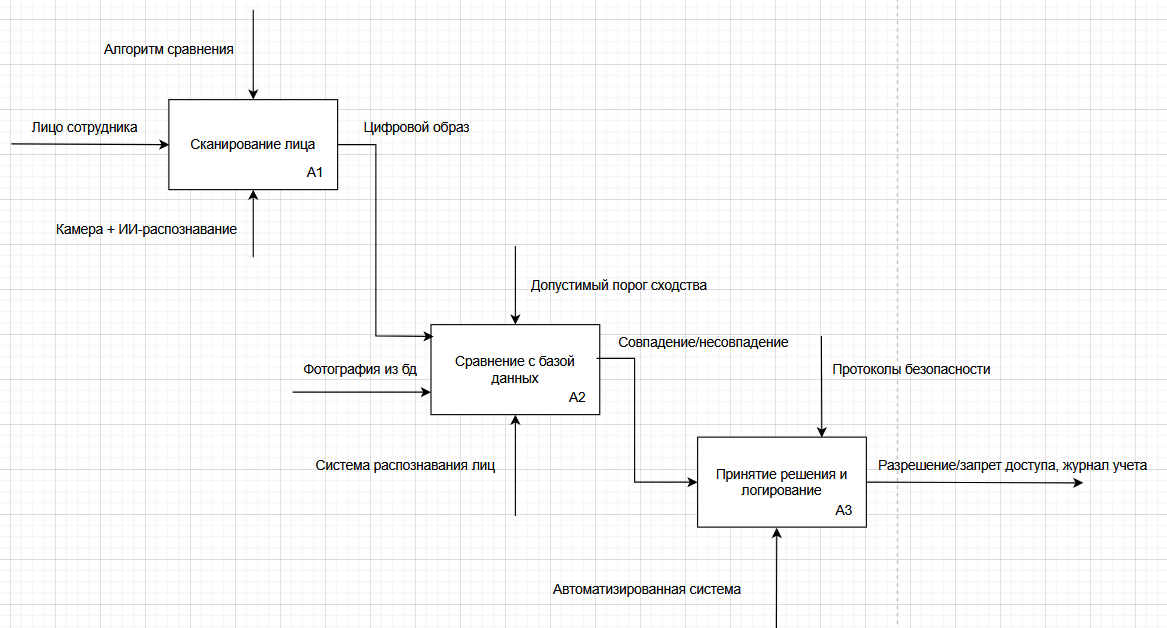 Алгоритм сравнения
Лицо сотрудника
Цифровой образ
Сканирование лица
A1
Камера + ИИ-распознавание
Допустимый порог сходства
Совпадение/несовпадение
Сравнение с базой
данных
A2
Фотография из бд
Протоколы безопасности
Система распознавания лиц
Разрешение/запрет доступа, журнал учета
Принятие решения и
логирование
A3
Автоматизированная система